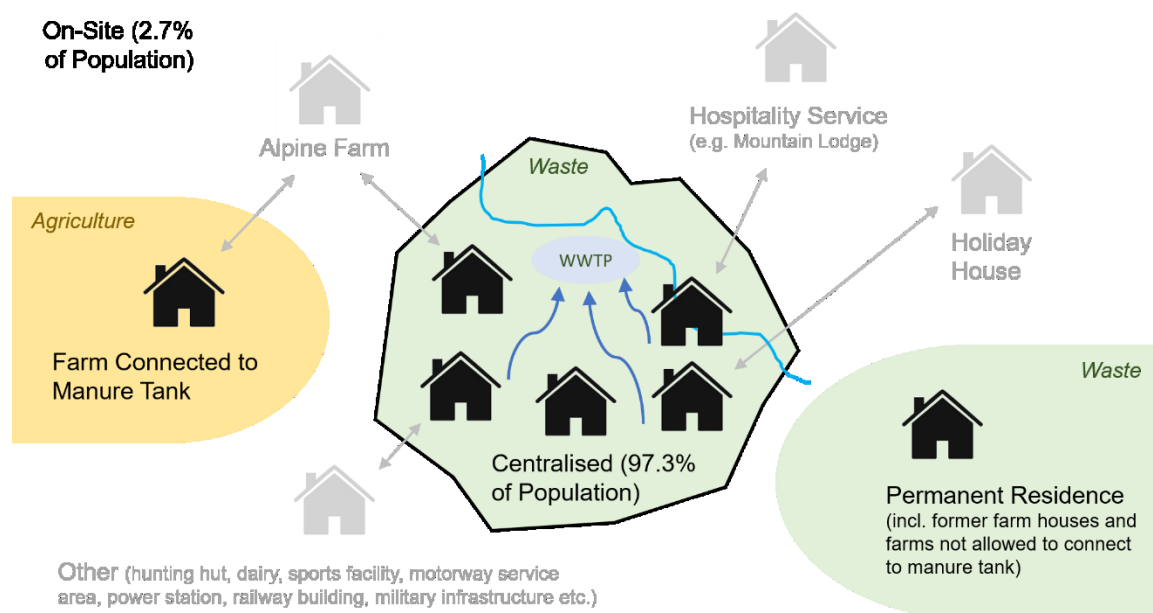 On-Site (2.7%
of Population)
Alpine Farm
Hospitality Service
(e.g. Mountain Lodge)
Waste
Agriculture
Holiday
House
WWTP
Farm Connected to
Manure Tank
Waste
Centralised (97.3%
of Population)
Permanent Residence
(incl. former farm houses and
farms not allowed to connect
to manure tank)
Other (hunting hut, dairy, sports facility, motorway service
area, power station, railway building, military infrastructure etc.)